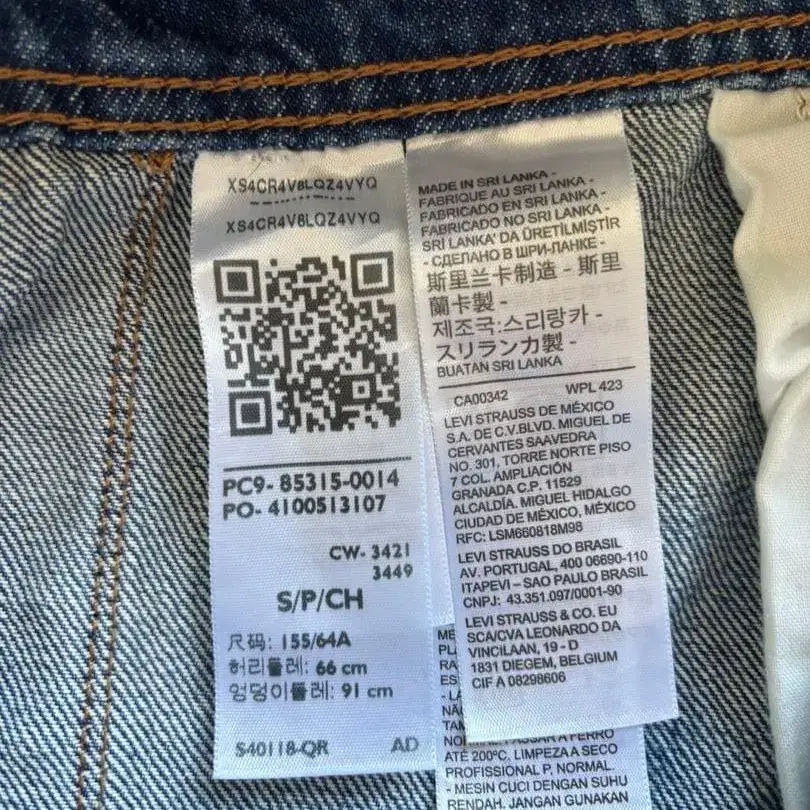 XS4CR4V8LQZ4VYQ
XS4CR4V8LQZ4VYQ
PC9- 85315-0014
PO- 4100513107
CW- 3421
3449
S/P/CH
尺码: 155/64A
허리둘레: 66 cm
엉덩이둘레: 91 cm
S40118-QR AD
MADE IN SRI LANKA -
FABRIQUE AU SRI LANKA -
FABRICADO EN SRI LANKA -
FABRICADO NO SRI LANKA -
SRİ LANKA' DA ÜRETİLMİŞTİR
- СДЕЛАНО В ШРИ-ЛАНКЕ -
斯里兰卡制造 - 斯里
蘭卡製 -
제조국:스리랑카 -
スリランカ製 -
BUATAN SRI LANKA
CA00342 WPL 423
LEVI STRAUSS DE MÉXICO
S.A. DE C.V.BLVD. MIGUEL DE
CERVANTES SAAVEDRA
NO. 301, TORRE NORTE PISO
7 COL. AMPLIACIÓN
GRANADA C.P. 11529
ALCALDÍA. MIGUEL HIDALGO
CIUDAD DE MÉXICO, MÉXICO
RFC: LSM660818M98
LEVI STRAUSS DO BRASIL
AV. PORTUGAL, 400 06690-110
ITAPEVI – SAO PAULO BRASIL
CNPJ: 43.351.097/0001-90
LEVI STRAUSS & CO. EU
SCA/CVA LEONARDO DA
VINCILAAN, 19 - D
1831 DIEGEM, BELGIUM
CIF A 08298606
ATÉ 200ºC. LIMPEZA A SECO
PROFISSIONAL P, NORMAL.
- MESIN CUCI DENGAN SUHU
RENDAH. JANGAN GUNAKAN